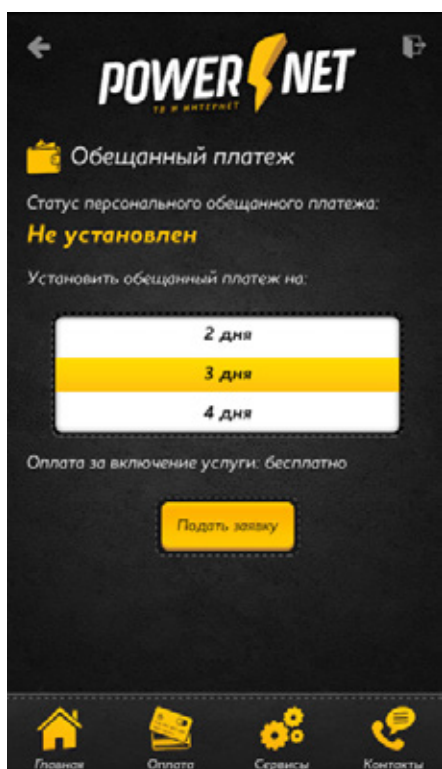 POWER NET
ТВ И ИНТЕРНЕТ
Обещанный платеж
Статус персонального обещанного платежа:
Не установлен
Установить обещанный платеж на:
2 дня
3 дня
4 дня
Оплата за включение услуги: бесплатно
Подать заявку
Главная Оплата Сервисы Контакты